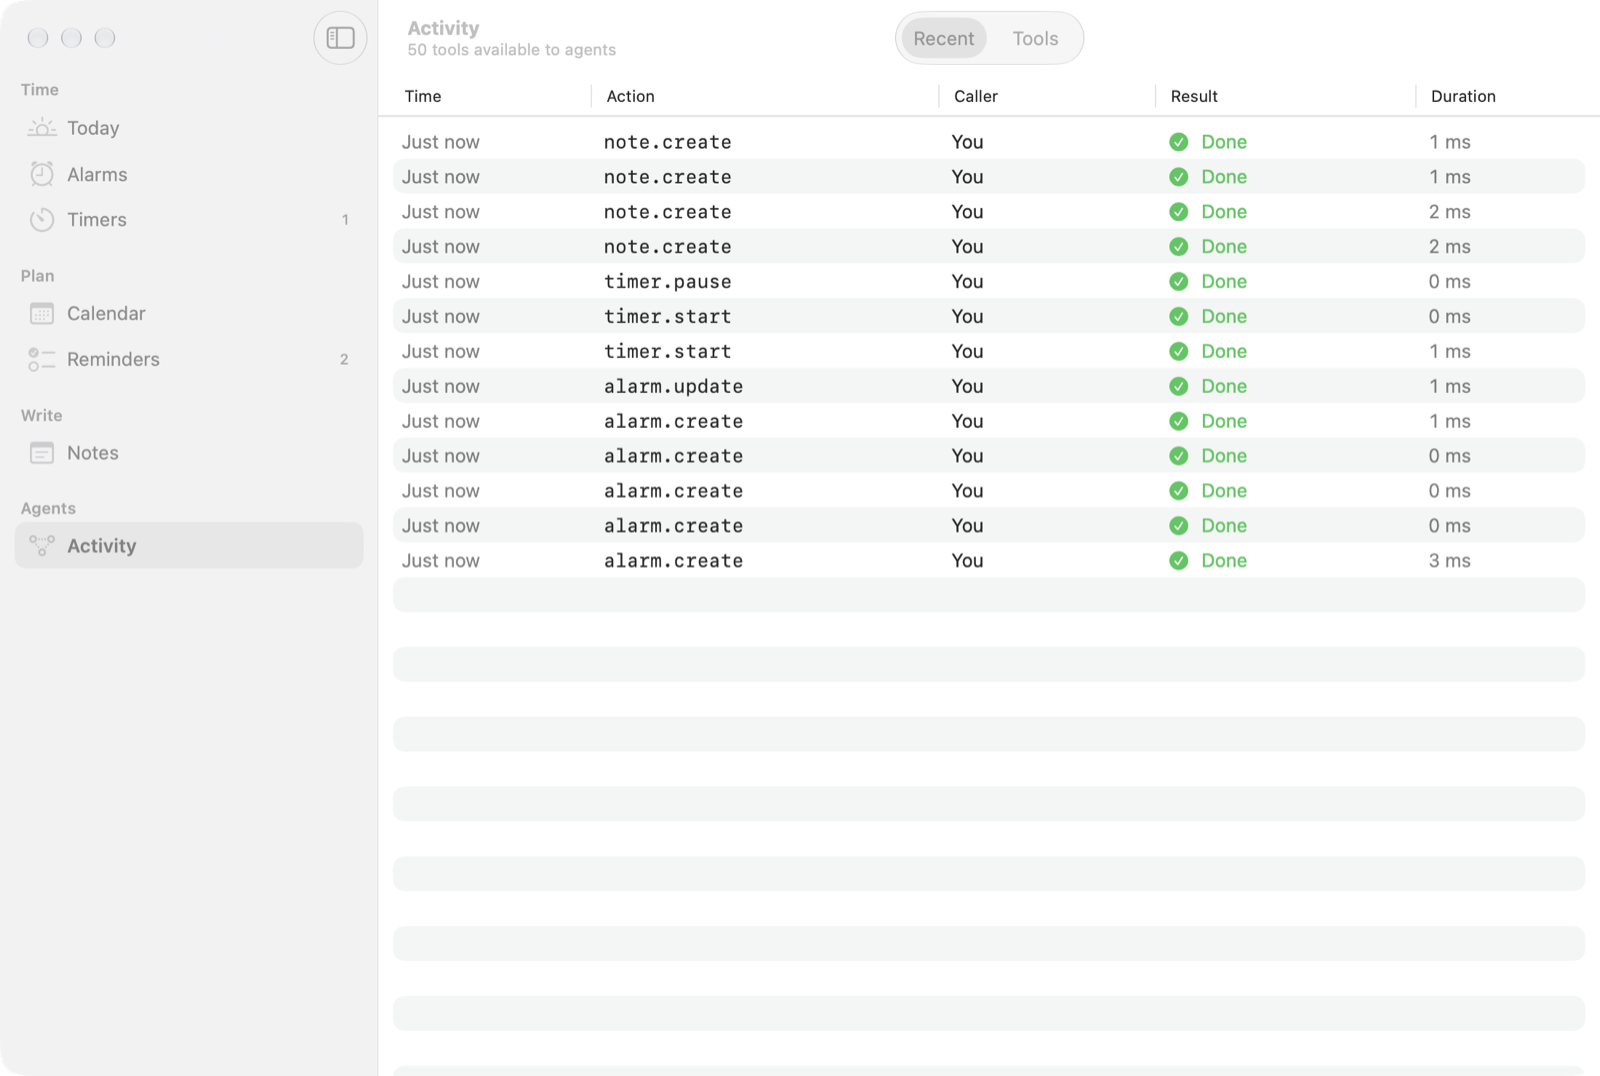 Time
Today
Alarms
Timers 1
Plan
Calendar
Reminders 2
Write
Notes
Agents
Activity
Activity
50 tools available to agents
Recent Tools
Time Action Caller Result Duration
Just now note.create You Done 1 ms
Just now note.create You Done 1 ms
Just now note.create You Done 2 ms
Just now note.create You Done 2 ms
Just now timer.pause You Done 0 ms
Just now timer.start You Done 0 ms
Just now timer.start You Done 1 ms
Just now alarm.update You Done 1 ms
Just now alarm.create You Done 1 ms
Just now alarm.create You Done 0 ms
Just now alarm.create You Done 0 ms
Just now alarm.create You Done 0 ms
Just now alarm.create You Done 3 ms